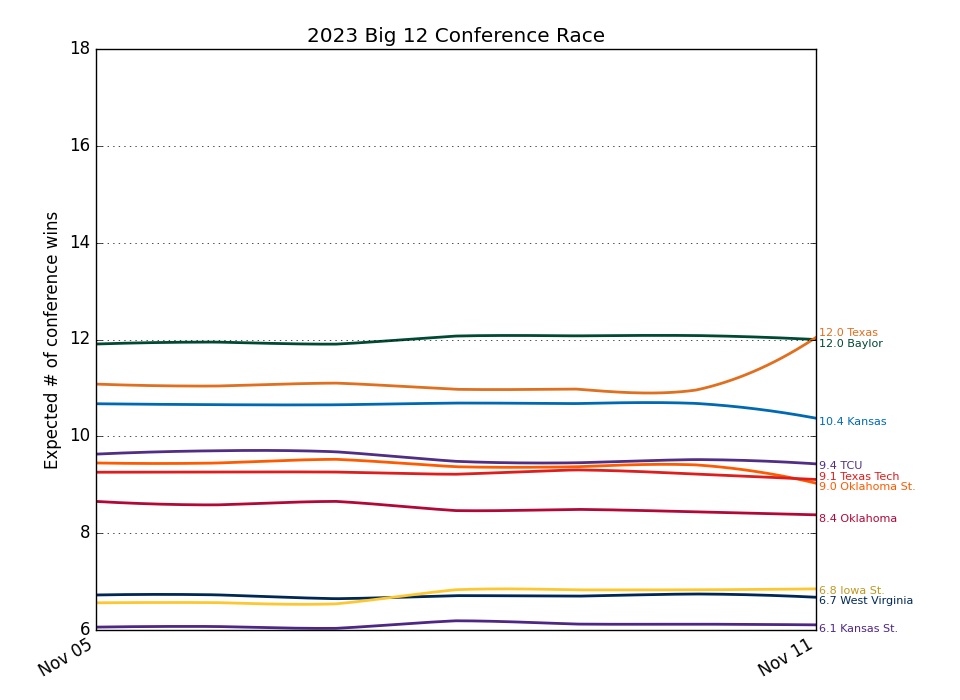 2023 Big 12 Conference Race
Expected # of conference wins
18
16
14
12
10
8
6
12.0 Texas
12.0 Baylor
10.4 Kansas
9.4 TCU
9.1 Texas Tech
9.0 Oklahoma St.
8.4 Oklahoma
6.8 Iowa St.
6.7 West Virginia
6.1 Kansas St.
Nov 05
Nov 11